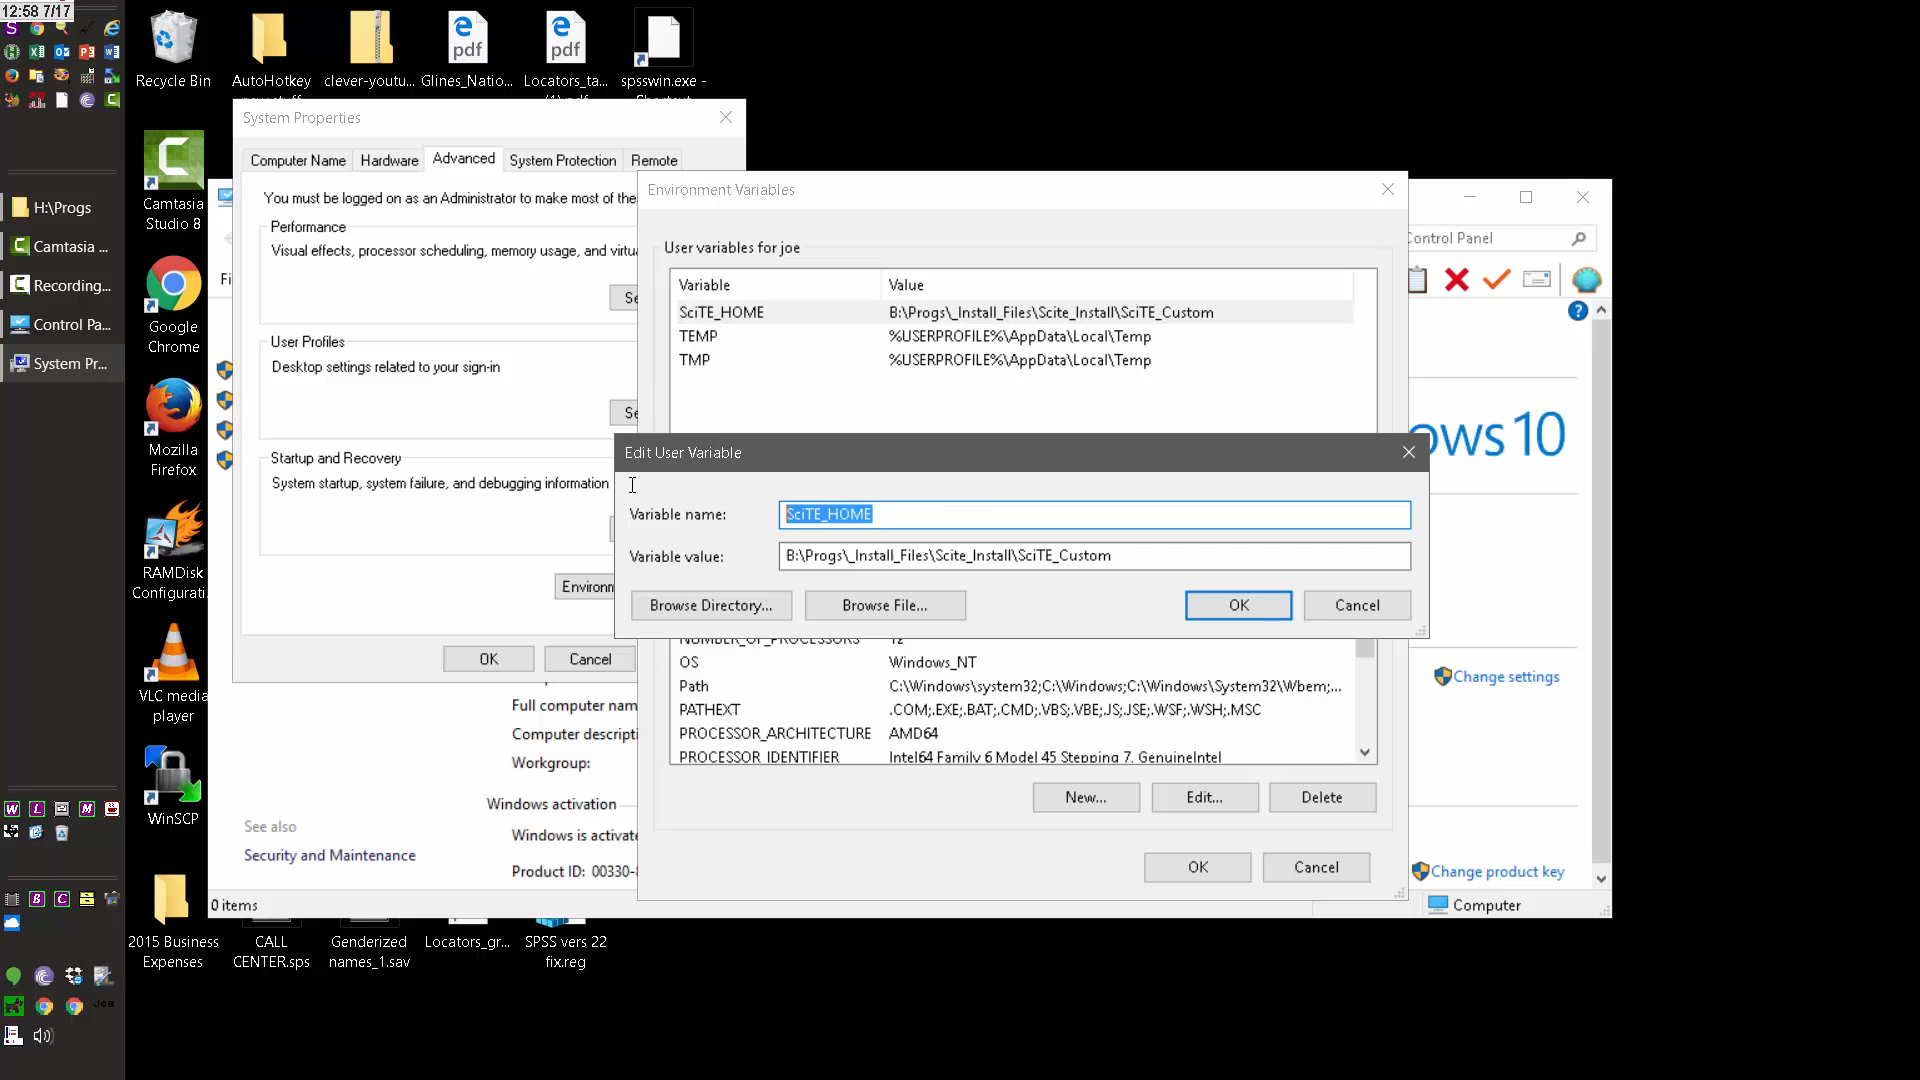 12:58 7/17
Recycle Bin
AutoHotkey
clever-youtu...
Glines_Natio...
Locators_ta...
spsswin.exe -
Camtasia
Studio 8
Google
Chrome
Mozilla
Firefox
RAMDisk
Configurati...
VLC media
player
WinSCP
2015 Business
Expenses
CALL
CENTER.sps
Genderized
names_1.sav
Locators_gr...
SPSS vers 22
fix.reg
H:\Progs
Camtasia ...
Recording...
Control Pa...
System Pr...
System Properties
Computer Name
Hardware
Advanced
System Protection
Remote
You must be logged on as an Administrator to make most of the
Performance
Visual effects, processor scheduling, memory usage, and virtu
Se
User Profiles
Desktop settings related to your sign-in
Se
Startup and Recovery
System startup, system failure, and debugging information
Environ
OK
Cancel
Environment Variables
User variables for joe
Variable
Value
SciTE_HOME
B:\Progs\_Install_Files\Scite_Install\SciTE_Custom
TEMP
%USERPROFILE%\AppData\Local\Temp
TMP
%USERPROFILE%\AppData\Local\Temp
Edit User Variable
Variable name:
SciTE_HOME
Variable value:
B:\Progs\_Install_Files\Scite_Install\SciTE_Custom
Browse Directory...
Browse File...
OK
Cancel
NUMBER_OF_PROCESSORS
12
OS
Windows_NT
Path
C:\Windows\system32;C:\Windows;C:\Windows\System32\Wbem;...
PATHEXT
.COM;.EXE;.BAT;.CMD;.VBS;.VBE;.JS;.JSE;.WSF;.WSH;.MSC
PROCESSOR_ARCHITECTURE
AMD64
PROCESSOR_IDENTIFIER
Intel64 Family 6 Model 45 Stepping 7, GenuineIntel
New...
Edit...
Delete
OK
Cancel
Fi
Control Panel
ows 10
Change settings
Full computer nam
Computer descripti
Workgroup:
Windows activation
Windows is activate
Product ID: 00330-8
See also
Security and Maintenance
Change product key
0 items
Computer